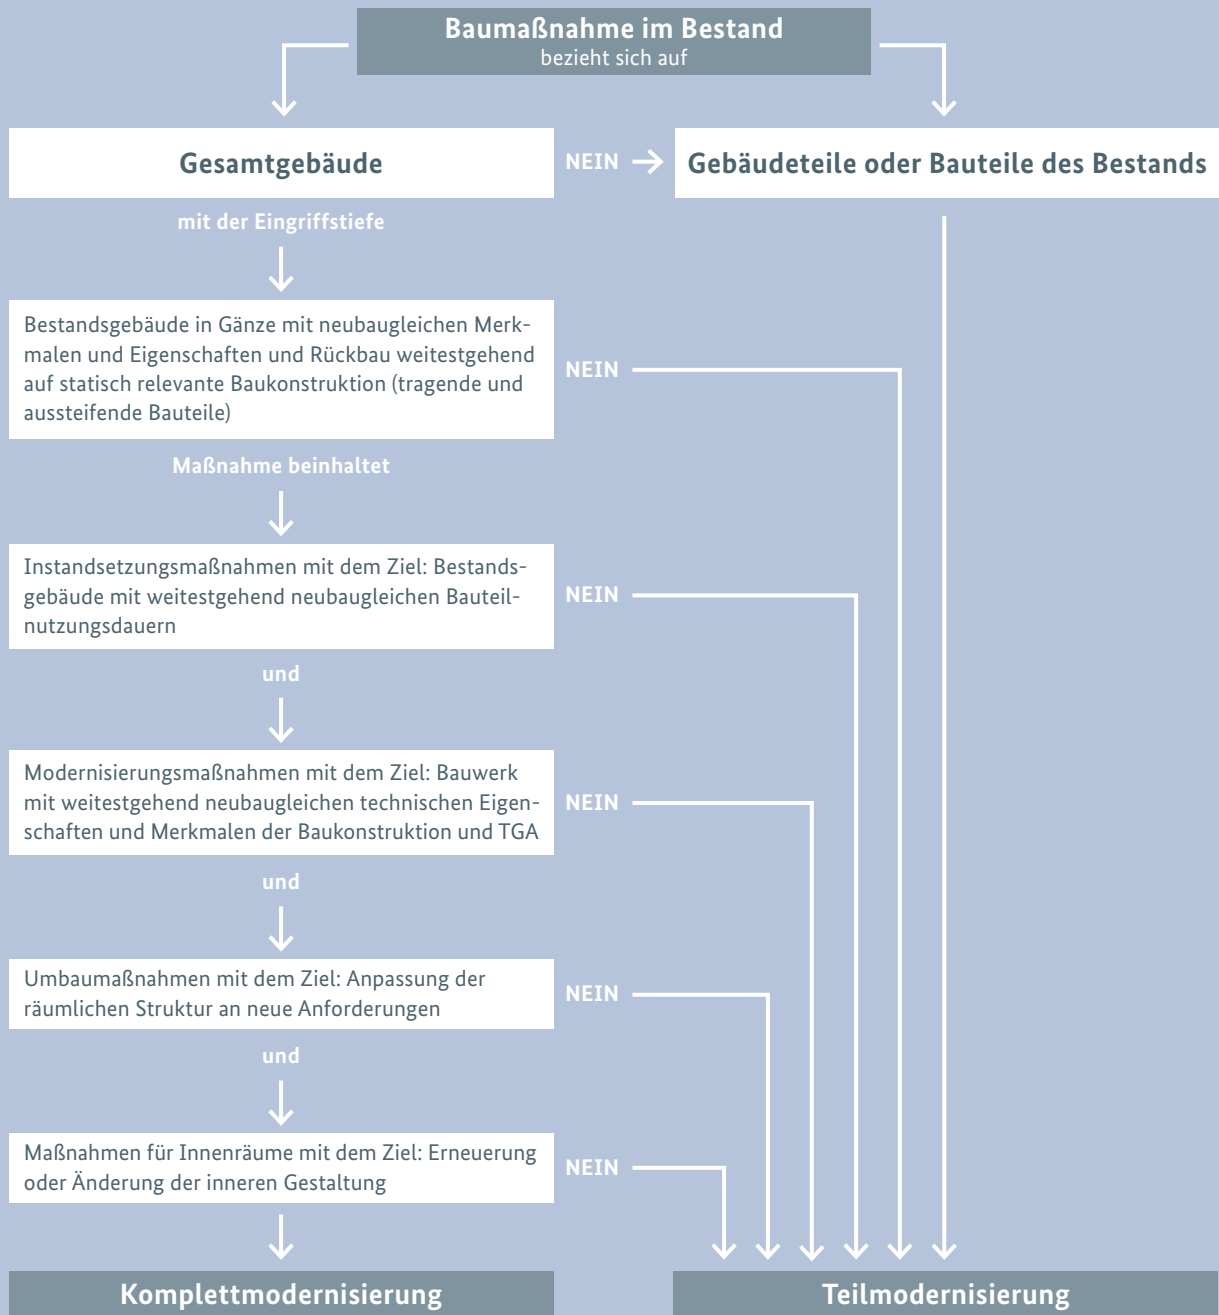 Baumaßnahme im Bestand
bezieht sich auf
Gesamtgebäude
NEIN
Gebäudeteile oder Bauteile des Bestands
mit der Eingriffstiefe
Bestandsgebäude in Gänze mit neubaugleichen Merk-
malen und Eigenschaften und Rückbau weitestgehend
auf statisch relevante Baukonstruktion (tragende und
aussteifende Bauteile)
NEIN
Maßnahme beinhaltet
Instandsetzungsmaßnahmen mit dem Ziel: Bestands-
gebäude mit weitestgehend neubaugleichen Bauteil-
nutzungsdauern
NEIN
und
Modernisierungsmaßnahmen mit dem Ziel: Bauwerk
mit weitestgehend neubaugleichen technischen Eigen-
schaften und Merkmalen der Baukonstruktion und TGA
NEIN
und
Umbaumaßnahmen mit dem Ziel: Anpassung der
räumlichen Struktur an neue Anforderungen
NEIN
und
Maßnahmen für Innenräume mit dem Ziel: Erneuerung
oder Änderung der inneren Gestaltung
NEIN
Komplettmodernisierung
Teilmodernisierung